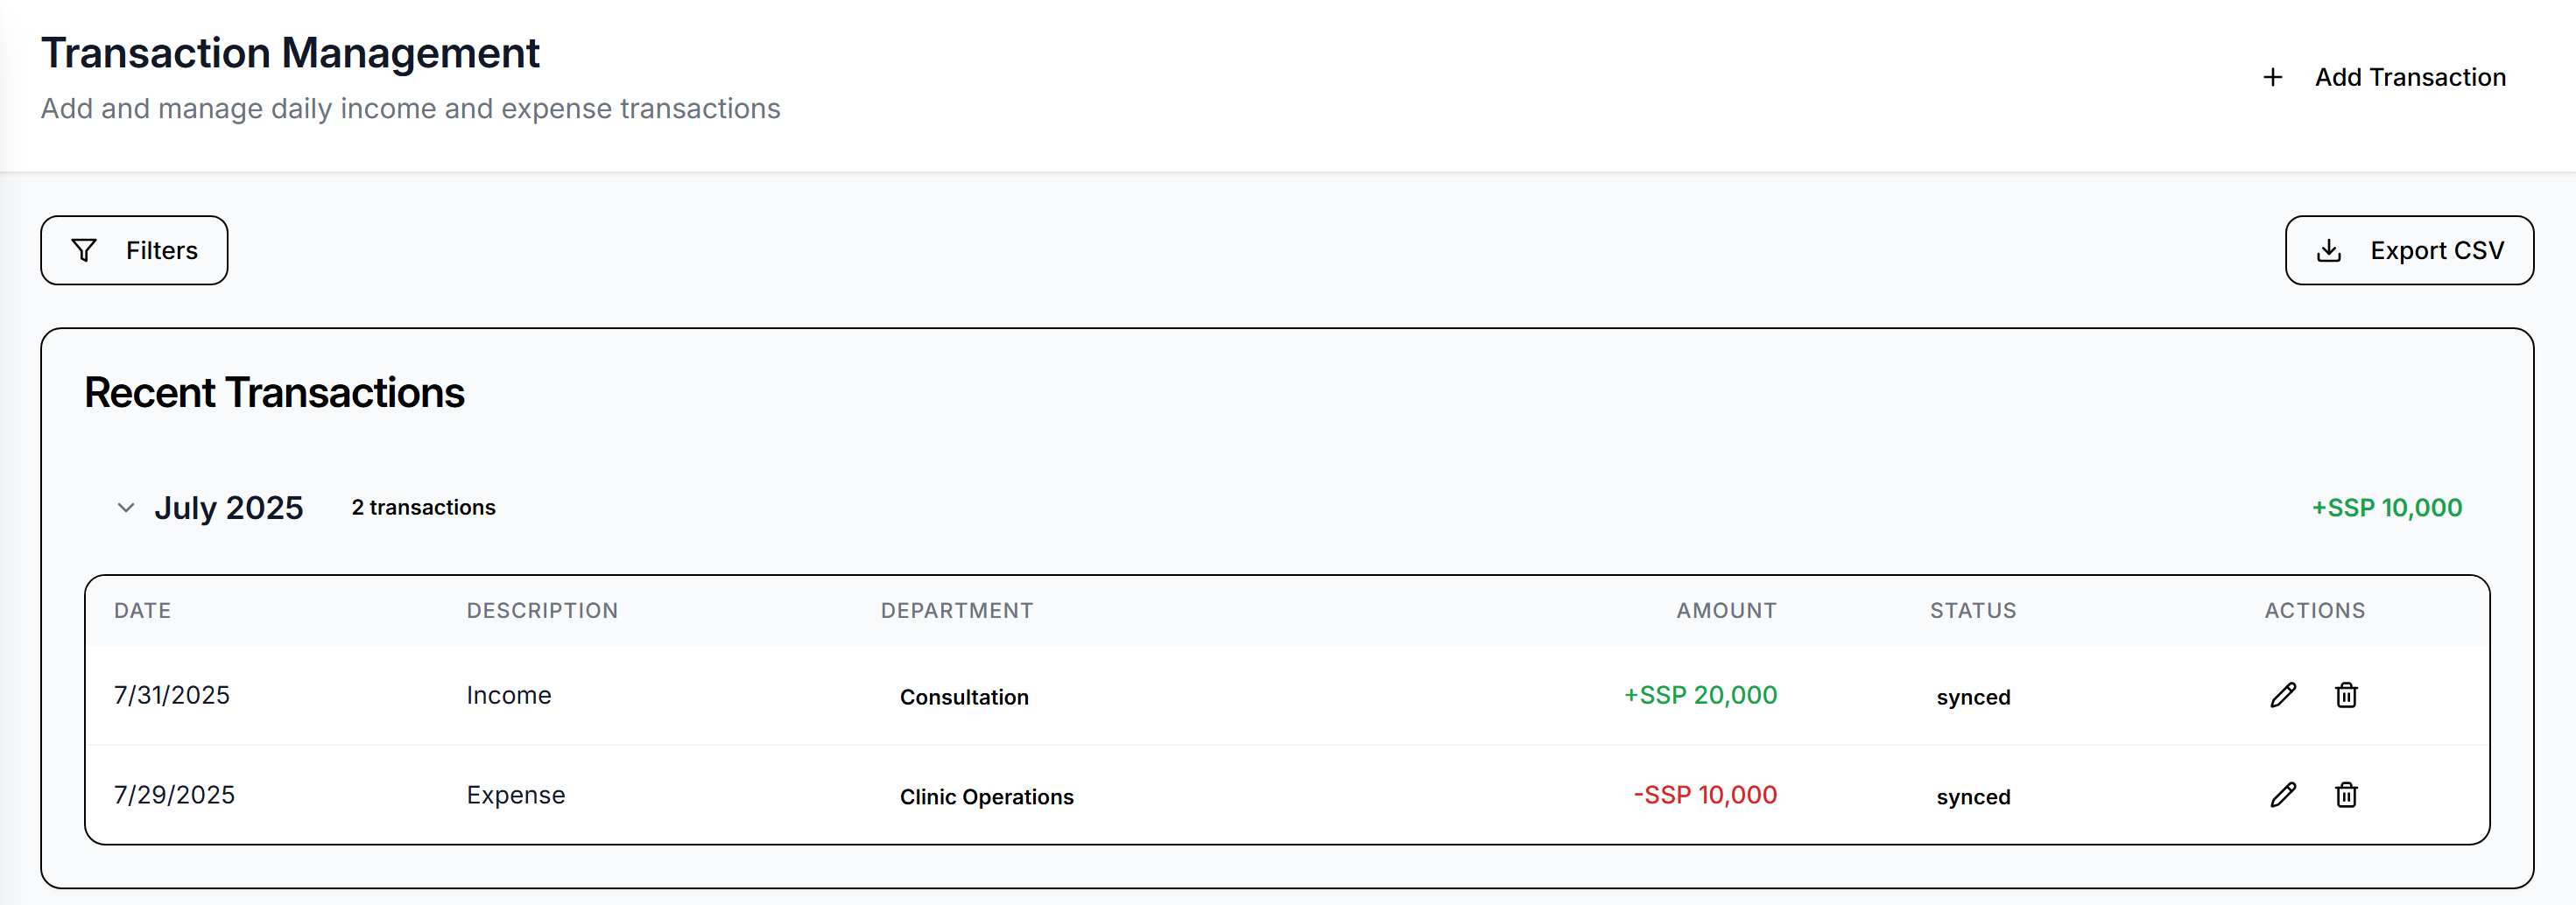 Transaction Management
Add and manage daily income and expense transactions
+ Add Transaction
Filters
Export CSV
Recent Transactions
July 2025 2 transactions +SSP 10,000
DATE DESCRIPTION DEPARTMENT AMOUNT STATUS ACTIONS
7/31/2025 Income Consultation +SSP 20,000 synced
7/29/2025 Expense Clinic Operations -SSP 10,000 synced